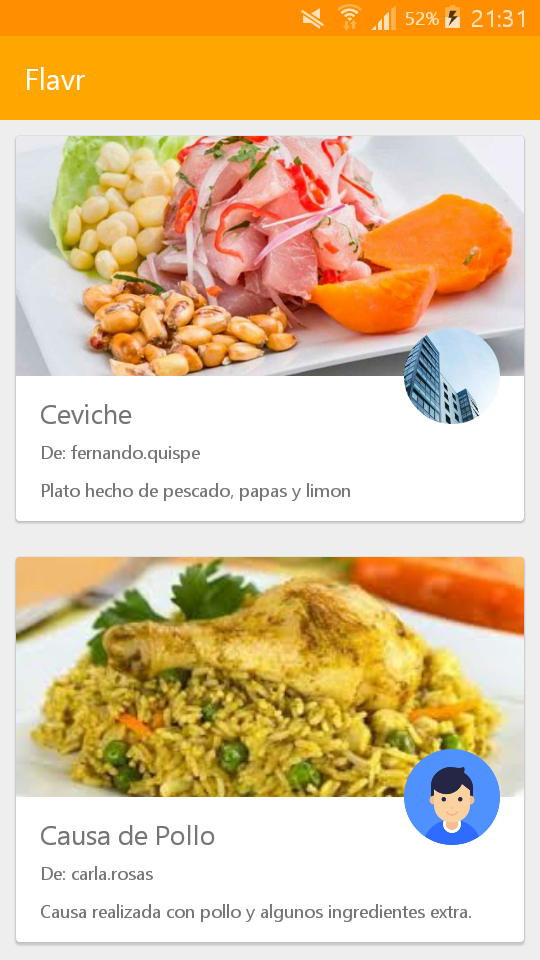 52% 21:31
Flavr
Ceviche
De: fernando.quispe
Plato hecho de pescado, papas y limon
Causa de Pollo
De: carla.rosas
Causa realizada con pollo y algunos ingredientes extra.